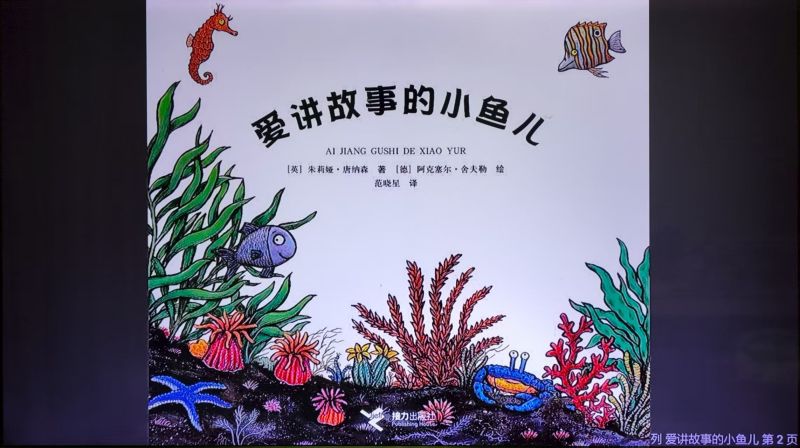 爱讲故事的小鱼儿
AI JIANG GUSHI DE XIAO YUR
［英］朱莉娅·唐纳森 著 ［德］阿克塞尔·舍夫勒 绘
范晓星 译
接力出版社
Publishing House
列 爱讲故事的小鱼儿 第 2 页